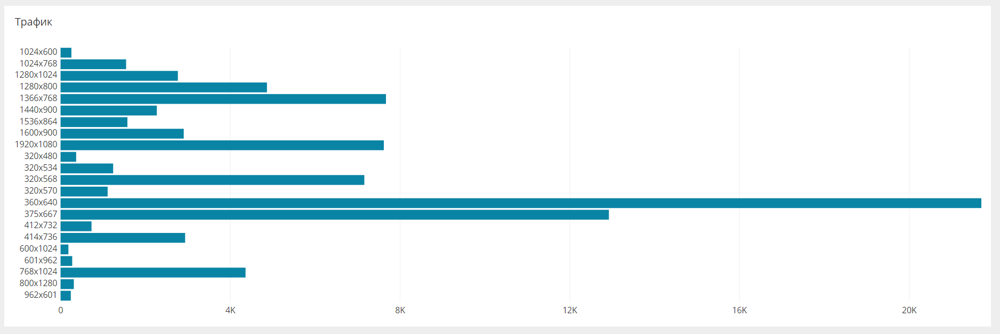 Трафик
1024x600
1024x768
1280x1024
1280x800
1366x768
1440x900
1536x864
1600x900
1920x1080
320x480
320x534
320x568
320x570
360x640
375x667
412x732
414x736
600x1024
601x962
768x1024
800x1280
962x601
0 4K 8K 12K 16K 20K